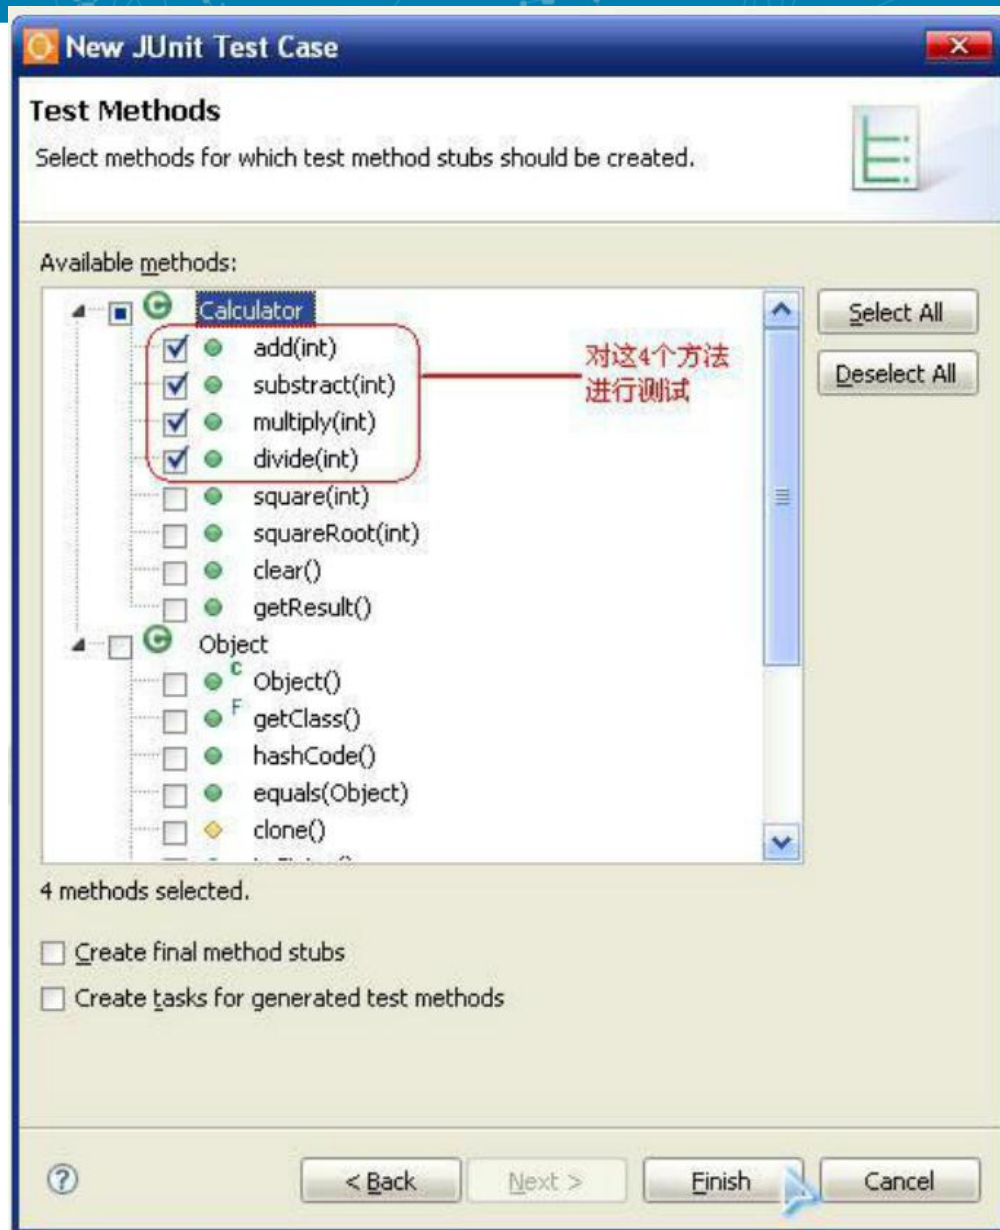 New JUnit Test Case
Test Methods
Select methods for which test method stubs should be created.
Available methods:
Calculator
add(int)
substract(int)
multiply(int)
divide(int)
对这4个方法
进行测试
square(int)
squareRoot(int)
clear()
getResult()
Object
C
Object()
F
getClass()
hashCode()
equals(Object)
clone()
Select All
Deselect All
4 methods selected.
Create final method stubs
Create tasks for generated test methods
?
< Back
Next >
Finish
Cancel